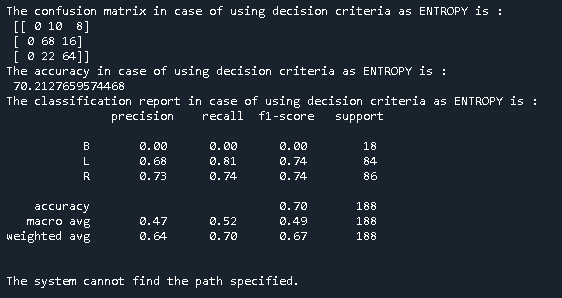 The confusion matrix in case of using decision criteria as ENTROPY is :
[[ 0 10  8]
[ 0 68 16]
[ 0 22 64]]
The accuracy in case of using decision criteria as ENTROPY is :
70.2127659574468
The classification report in case of using decision criteria as ENTROPY is :
precision recall f1-score support
B 0.00 0.00 0.00 18
L 0.68 0.81 0.74 84
R 0.73 0.74 0.74 86
accuracy 0.70 188
macro avg 0.47 0.52 0.49 188
weighted avg 0.64 0.70 0.67 188
The system cannot find the path specified.